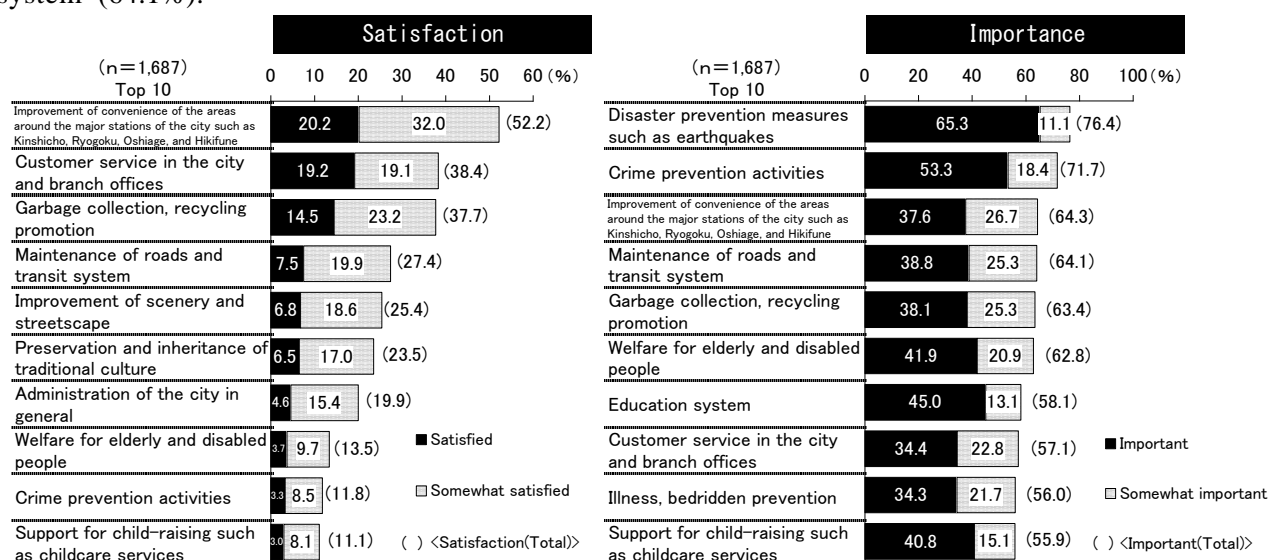 system (64.1%).
Satisfaction
(n=1,687)
Top 10
0 10 20 30 40 50 60 (%)
Improvement of convenience of the areas
around the major stations of the city such as
Kinshicho, Ryogoku, Oshiage, and Hikifune
20.2 32.0 (52.2)
Customer service in the city
and branch offices
19.2 19.1 (38.4)
Garbage collection, recycling
promotion
14.5 23.2 (37.7)
Maintenance of roads and
transit system
7.5 19.9 (27.4)
Improvement of scenery and
streetscape
6.8 18.6 (25.4)
Preservation and inheritance of
traditional culture
6.5 17.0 (23.5)
Administration of the city in
general
4.6 15.4 (19.9)
Welfare for elderly and disabled
people
3.7 9.7 (13.5)
Crime prevention activities
3.3 8.5 (11.8)
Support for child-raising such
as childcare services
3.0 8.1 (11.1)
Satisfied
Somewhat satisfied
( ) <Satisfaction(Total)>
Importance
(n=1,687)
Top 10
0 20 40 60 80 100 (%)
Disaster prevention measures
such as earthquakes
65.3 11.1 (76.4)
Crime prevention activities
53.3 18.4 (71.7)
Improvement of convenience of the areas
around the major stations of the city such as
Kinshicho, Ryogoku, Oshiage, and Hikifune
37.6 26.7 (64.3)
Maintenance of roads and
transit system
38.8 25.3 (64.1)
Garbage collection, recycling
promotion
38.1 25.3 (63.4)
Welfare for elderly and disabled
people
41.9 20.9 (62.8)
Education system
45.0 13.1 (58.1)
Customer service in the city
and branch offices
34.4 22.8 (57.1)
Illness, bedridden prevention
34.3 21.7 (56.0)
Support for child-raising such
as childcare services
40.8 15.1 (55.9)
Important
Somewhat important
( ) <Important(Total)>